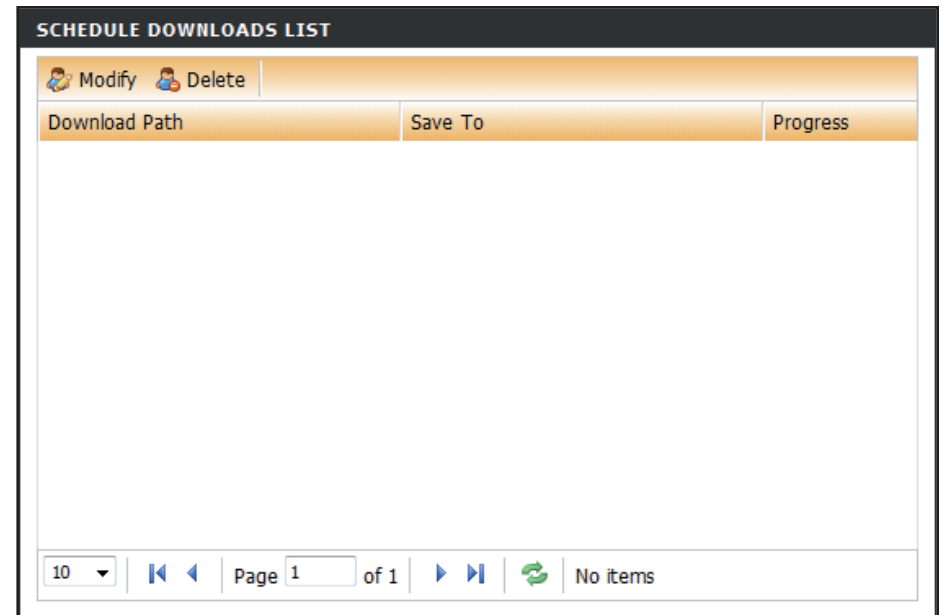 SCHEDULE DOWNLOADS LIST
Modify Delete
Download Path Save To Progress
10 Page 1 of 1 No items